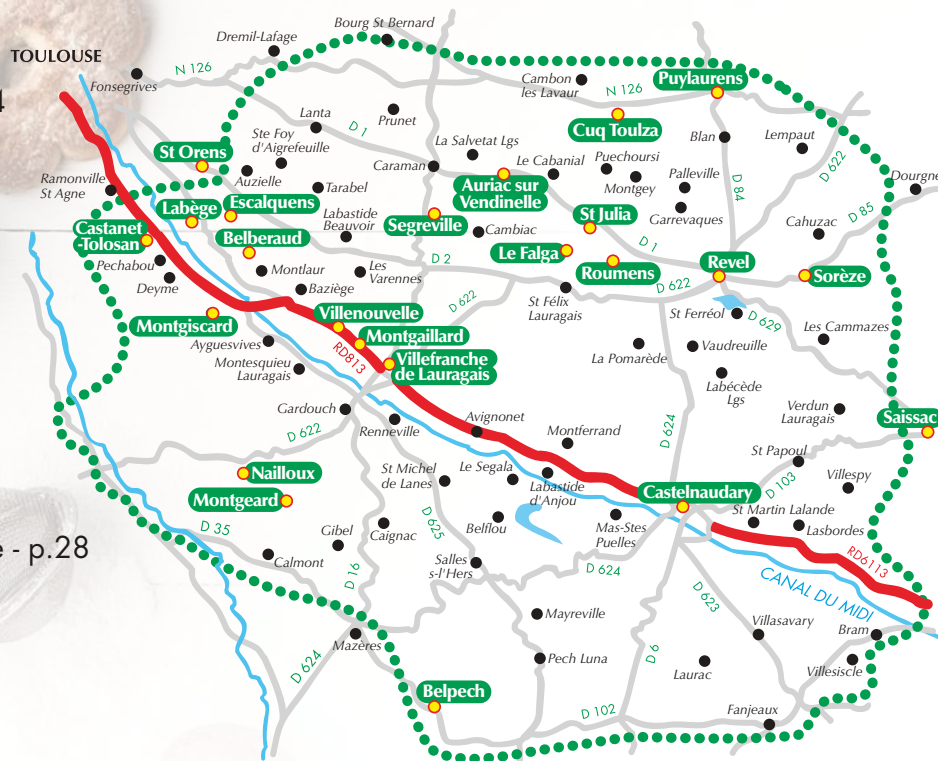 Bourg St Bernard
Dremil-Lafage
TOULOUSE
Fonsegrives
N 126
Cambon
les Lavaur
N 126
Puylaurens
4
Lanta
Prunet
D 1
Cuq Toulza
Ste Foy
d'Aigrefeuille
La Salvetat Lgs
Blan
Lempaut
St Orens
Caraman
Le Cabanial
Puechoursi
D 622
Ramonville
St Agne
Auzielle
Tarabel
Auriac sur
Vendinelle
Montgey
Palleville
D 84
Dourgne
Labège
Escalquens
Labastide
Beauvoir
Segreville
St Julia
Garrevaques
D 85
Castanet
-Tolosan
Belberaud
Cambiac
D 1
Cahuzac
Pechabou
D 2
Le Falga
Deyme
Montlaur
Les
Varennes
Roumens
Revel
Sorèze
Baziège
D 622
St Félix
Lauragais
D 622
St Ferréol
D 629
Montgiscard
Villenouvelle
Les Cammazes
Ayguesvives
Montgaillard
RD813
La Pomarède
Vaudreuille
Montesquieu
Lauragais
Villefranche
de Lauragais
Labécède
Lgs
Gardouch
Avignonet
Verdun
Lauragais
Saissac
D 622
Renneville
Montferrand
D 624
St Papoul
Nailloux
St Michel
de Lanes
Le Segala
Labastide
d'Anjou
D 103
Villespy
Montgeard
Castelnaudary
St Martin Lalande
D 35
Gibel
Caignac
D 625
Belflou
Mas-Stes
Puelles
Lasbordes
e - p.28
Calmont
D 16
Salles
s-l'Hers
D 624
RD6113
CANAL DU MIDI
D 623
Mayreville
Villasavary
Bram
Mazères
D 624
Pech Luna
D 6
Laurac
Villesiscle
Belpech
D 102
Fanjeaux